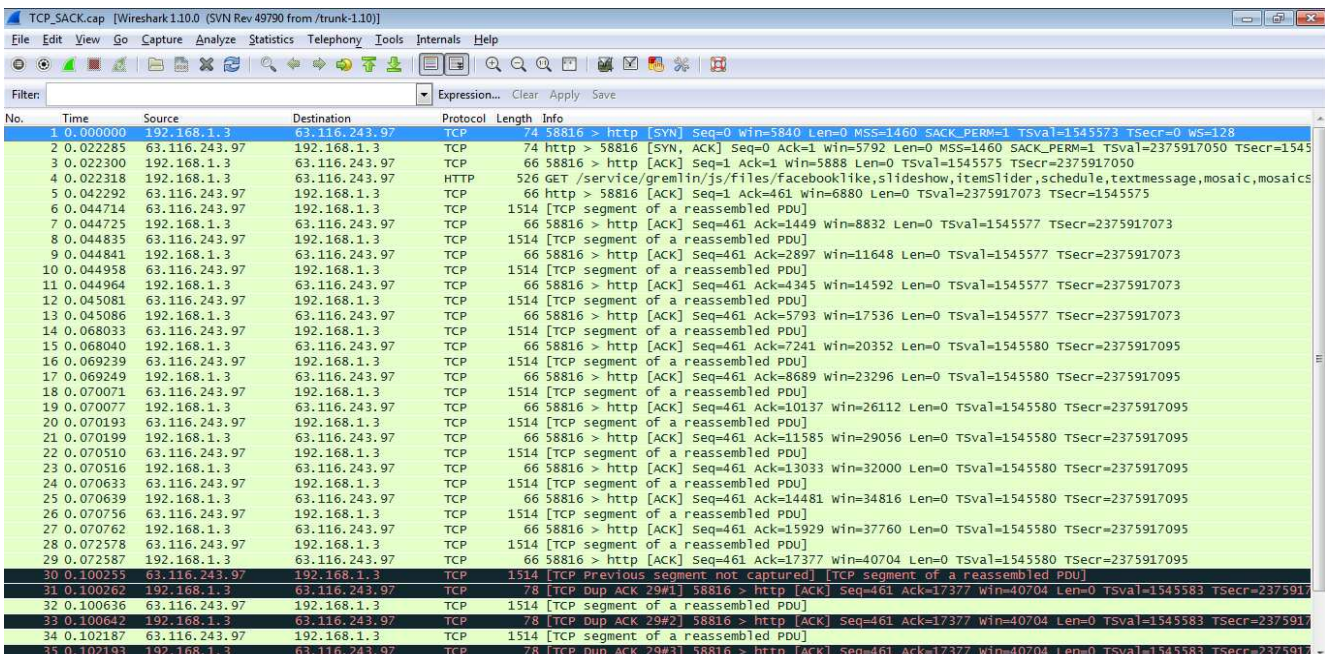 TCP_SACK.cap [Wireshark 1.10.0 (SVN Rev 49790 from /trunk-1.10)]
File Edit View Go Capture Analyze Statistics Telephony Tools Internals Help
Filter: Expression... Clear Apply Save
No. Time Source Destination Protocol Length Info
1 0.000000 192.168.1.3 63.116.243.97 TCP 74 58816 > http [SYN] Seq=0 Win=5840 Len=0 MSS=1460 SACK_PERM=1 TSval=1545573 TSecr=0 WS=128
2 0.022285 63.116.243.97 192.168.1.3 TCP 74 http > 58816 [SYN, ACK] Seq=0 Ack=1 Win=5792 Len=0 MSS=1460 SACK_PERM=1 TSval=2375917050 TSecr=1545
3 0.022300 192.168.1.3 63.116.243.97 TCP 66 58816 > http [ACK] Seq=1 Ack=1 Win=5888 Len=0 TSval=1545575 TSecr=2375917050
4 0.022318 192.168.1.3 63.116.243.97 HTTP 526 GET /service/gremlin/js/files/facebooklike,slideshow,itemSlider,schedule,textmessage,mosaic,mosaicS
5 0.042292 63.116.243.97 192.168.1.3 TCP 66 http > 58816 [ACK] Seq=1 Ack=461 Win=6880 Len=0 TSval=2375917073 TSecr=1545575
6 0.044714 63.116.243.97 192.168.1.3 TCP 1514 [TCP segment of a reassembled PDU]
7 0.044725 192.168.1.3 63.116.243.97 TCP 66 58816 > http [ACK] Seq=461 Ack=1449 Win=8832 Len=0 TSval=1545577 TSecr=2375917073
8 0.044835 63.116.243.97 192.168.1.3 TCP 1514 [TCP segment of a reassembled PDU]
9 0.044841 192.168.1.3 63.116.243.97 TCP 66 58816 > http [ACK] Seq=461 Ack=2897 Win=11648 Len=0 TSval=1545577 TSecr=2375917073
10 0.044958 63.116.243.97 192.168.1.3 TCP 1514 [TCP segment of a reassembled PDU]
11 0.044964 192.168.1.3 63.116.243.97 TCP 66 58816 > http [ACK] Seq=461 Ack=4345 Win=14592 Len=0 TSval=1545577 TSecr=2375917073
12 0.045081 63.116.243.97 192.168.1.3 TCP 1514 [TCP segment of a reassembled PDU]
13 0.045086 192.168.1.3 63.116.243.97 TCP 66 58816 > http [ACK] Seq=461 Ack=5793 Win=17536 Len=0 TSval=1545577 TSecr=2375917073
14 0.068033 63.116.243.97 192.168.1.3 TCP 1514 [TCP segment of a reassembled PDU]
15 0.068040 192.168.1.3 63.116.243.97 TCP 66 58816 > http [ACK] Seq=461 Ack=7241 Win=20352 Len=0 TSval=1545580 TSecr=2375917095
16 0.069239 63.116.243.97 192.168.1.3 TCP 1514 [TCP segment of a reassembled PDU]
17 0.069249 192.168.1.3 63.116.243.97 TCP 66 58816 > http [ACK] Seq=461 Ack=8689 Win=23296 Len=0 TSval=1545580 TSecr=2375917095
18 0.070071 63.116.243.97 192.168.1.3 TCP 1514 [TCP segment of a reassembled PDU]
19 0.070077 192.168.1.3 63.116.243.97 TCP 66 58816 > http [ACK] Seq=461 Ack=10137 Win=26112 Len=0 TSval=1545580 TSecr=2375917095
20 0.070193 63.116.243.97 192.168.1.3 TCP 1514 [TCP segment of a reassembled PDU]
21 0.070199 192.168.1.3 63.116.243.97 TCP 66 58816 > http [ACK] Seq=461 Ack=11585 Win=29056 Len=0 TSval=1545580 TSecr=2375917095
22 0.070510 63.116.243.97 192.168.1.3 TCP 1514 [TCP segment of a reassembled PDU]
23 0.070516 192.168.1.3 63.116.243.97 TCP 66 58816 > http [ACK] Seq=461 Ack=13033 Win=32000 Len=0 TSval=1545580 TSecr=2375917095
24 0.070633 63.116.243.97 192.168.1.3 TCP 1514 [TCP segment of a reassembled PDU]
25 0.070639 192.168.1.3 63.116.243.97 TCP 66 58816 > http [ACK] Seq=461 Ack=14481 Win=34816 Len=0 TSval=1545580 TSecr=2375917095
26 0.070756 63.116.243.97 192.168.1.3 TCP 1514 [TCP segment of a reassembled PDU]
27 0.070762 192.168.1.3 63.116.243.97 TCP 66 58816 > http [ACK] Seq=461 Ack=15929 Win=37760 Len=0 TSval=1545580 TSecr=2375917095
28 0.072578 63.116.243.97 192.168.1.3 TCP 1514 [TCP segment of a reassembled PDU]
29 0.072587 192.168.1.3 63.116.243.97 TCP 66 58816 > http [ACK] Seq=461 Ack=17377 Win=40704 Len=0 TSval=1545580 TSecr=2375917095
30 0.100255 63.116.243.97 192.168.1.3 TCP 1514 [TCP Previous segment not captured] [TCP segment of a reassembled PDU]
31 0.100262 192.168.1.3 63.116.243.97 TCP 78 [TCP Dup ACK 29#1] 58816 > http [ACK] Seq=461 Ack=17377 Win=40704 Len=0 TSval=1545583 TSecr=2375917
32 0.100636 63.116.243.97 192.168.1.3 TCP 1514 [TCP segment of a reassembled PDU]
33 0.100642 192.168.1.3 63.116.243.97 TCP 78 [TCP Dup ACK 29#2] 58816 > http [ACK] Seq=461 Ack=17377 Win=40704 Len=0 TSval=1545583 TSecr=2375917
34 0.102187 63.116.243.97 192.168.1.3 TCP 1514 [TCP segment of a reassembled PDU]
35 0.102193 192.168.1.3 63.116.243.97 TCP 78 [TCP Dup ACK 29#3] 58816 > http [ACK] Seq=461 Ack=17377 Win=40704 Len=0 TSval=1545583 TSecr=2375917